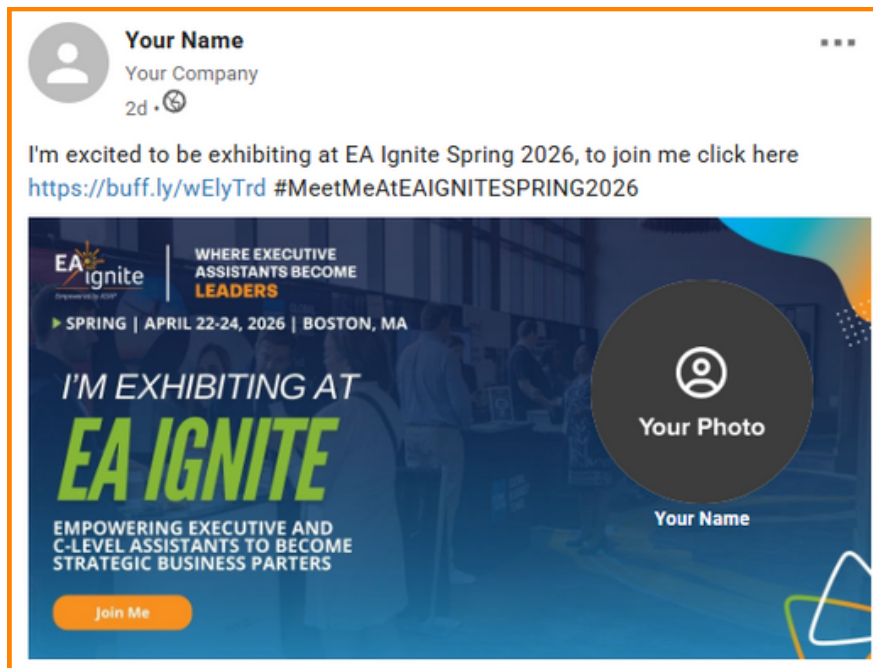 Your Name
Your Company
2d •
I'm excited to be exhibiting at EA Ignite Spring 2026, to join me click here
https://buff.ly/wElyTrd #MeetMeAtEAIGNITESPRING2026
EA ignite
Empowered by ASAP
WHERE EXECUTIVE
ASSISTANTS BECOME
LEADERS
SPRING | APRIL 22-24, 2026 | BOSTON, MA
I'M EXHIBITING AT
EA IGNITE
EMPOWERING EXECUTIVE AND
C-LEVEL ASSISTANTS TO BECOME
STRATEGIC BUSINESS PARTERS
Join Me
Your Photo
Your Name